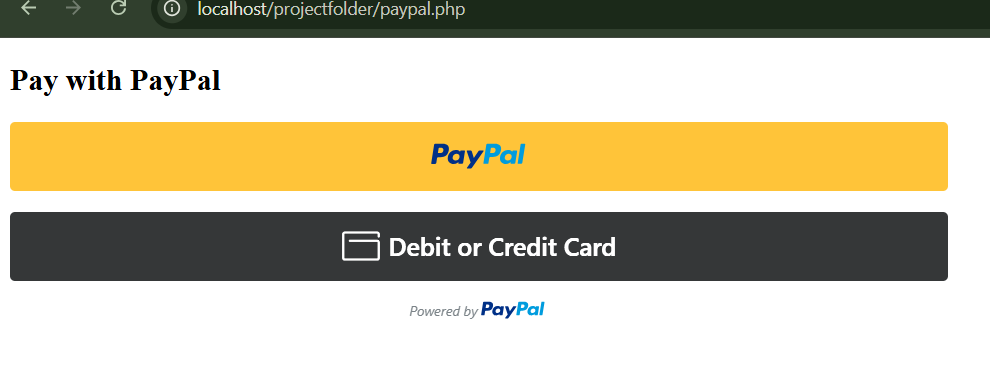 localhost/projectfolder/paypal.php
Pay with PayPal
PayPal
Debit or Credit Card
Powered by PayPal